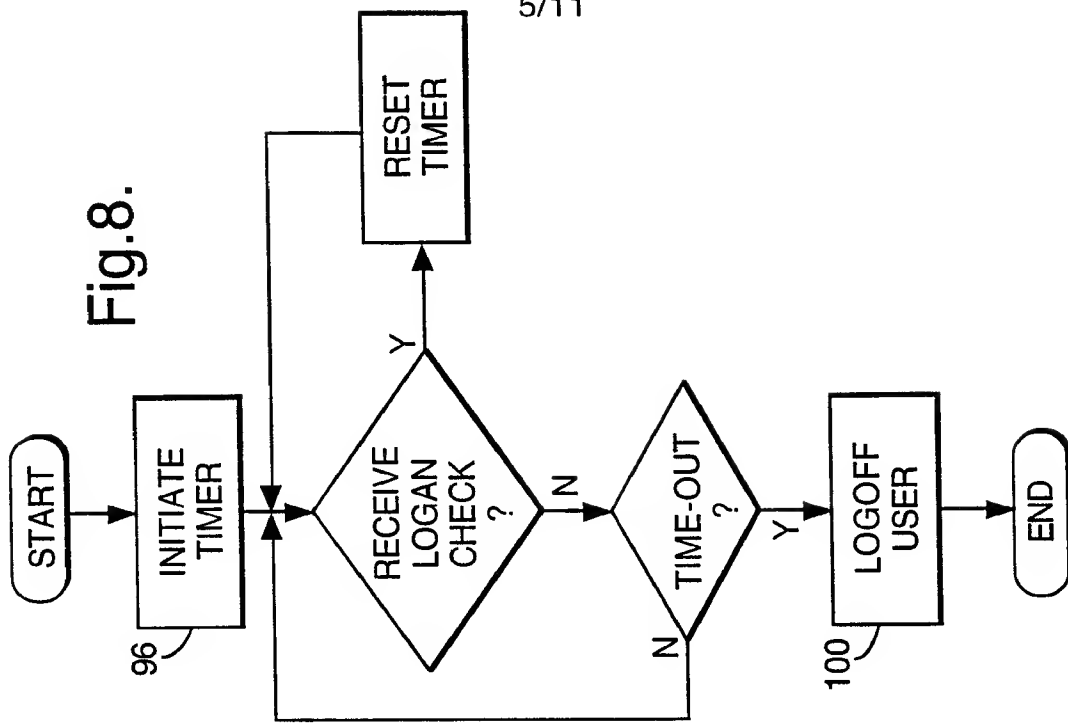 5/11
Fig.8.
START
INITIATE
TIMER
96
RECEIVE
LOGAN
CHECK
?
Y
RESET
TIMER
N
TIME-OUT
?
N
Y
LOGOFF
USER
100
END